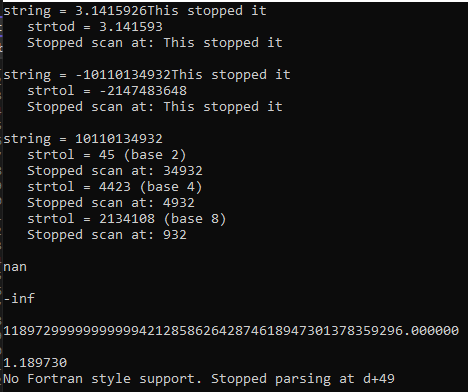 string = 3.1415926This stopped it
strtod = 3.141593
Stopped scan at: This stopped it
string = -10110134932This stopped it
strtol = -2147483648
Stopped scan at: This stopped it
string = 10110134932
strtol = 45 (base 2)
Stopped scan at: 34932
strtol = 4423 (base 4)
Stopped scan at: 4932
strtol = 2134108 (base 8)
Stopped scan at: 932
nan
-inf
11897299999999999421285862642874618947301378359296.000000
1.189730
No Fortran style support. Stopped parsing at d+49